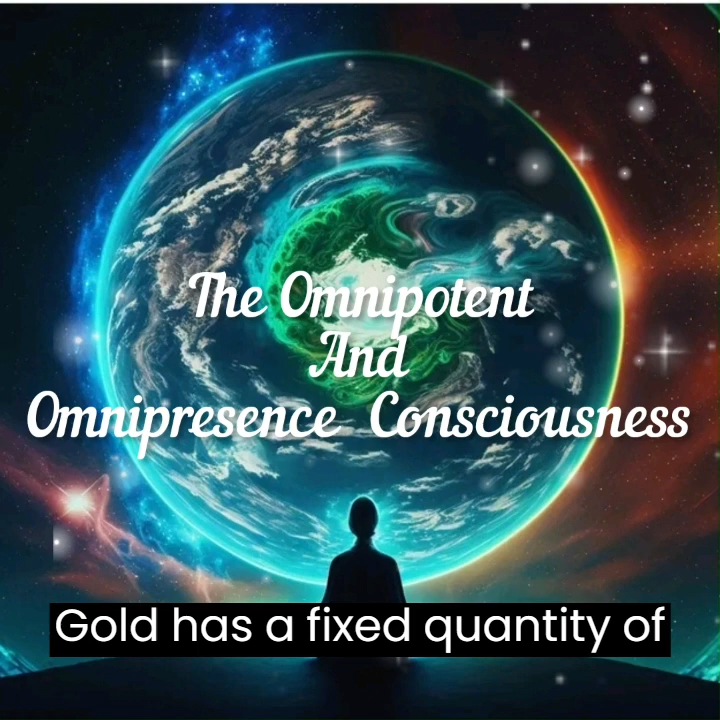 The Omnipotent
And
Omnipresence Consciousness
Gold has a fixed quantity of